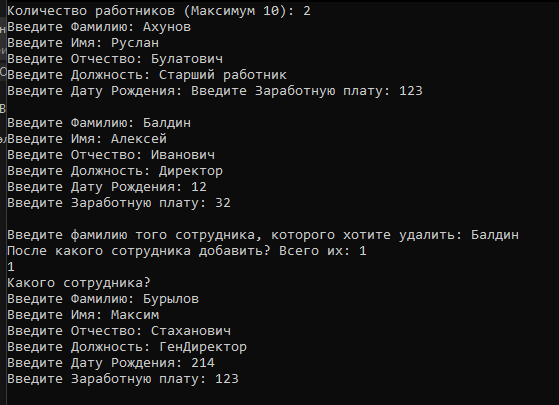 Количество работников (Максимум 10): 2
Введите Фамилию: Ахунов
Введите Имя: Руслан
Введите Отчество: Булатович
Введите Должность: Старший работник
Введите Дату Рождения: Введите Заработную плату: 123
Введите Фамилию: Балдин
Введите Имя: Алексей
Введите Отчество: Иванович
Введите Должность: Директор
Введите Дату Рождения: 12
Введите Заработную плату: 32
Введите фамилию того сотрудника, которого хотите удалить: Балдин
После какого сотрудника добавить? Всего их: 1
1
Какого сотрудника?
Введите Фамилию: Бурылов
Введите Имя: Максим
Введите Отчество: Стаханович
Введите Должность: ГенДиректор
Введите Дату Рождения: 214
Введите Заработную плату: 123